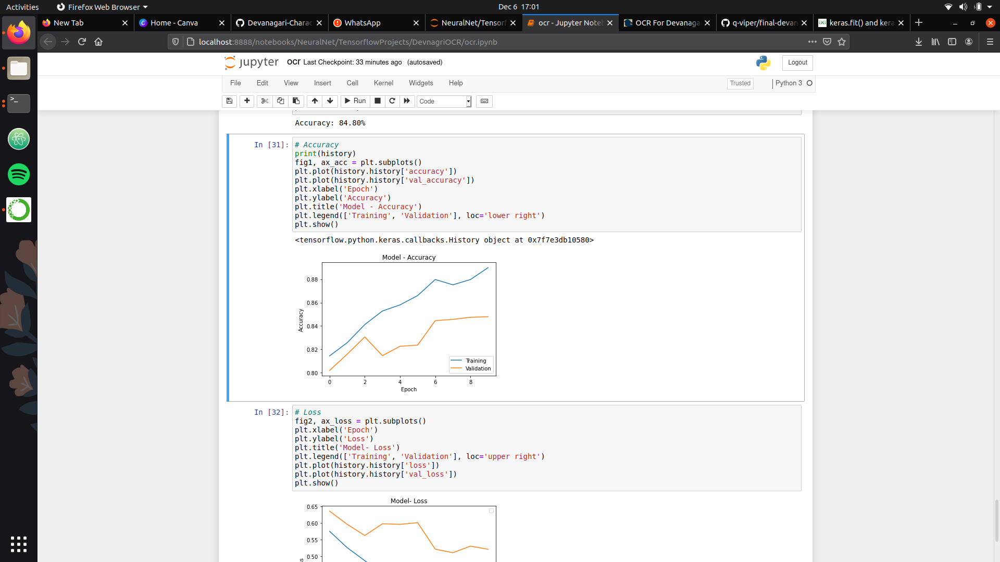 Activities
Firefox Web Browser
Dec 6 17:01
New Tab
Home - Canva
Devanagari-Charac
WhatsApp
NeuralNet/Tensorf
ocr - Jupyter Noteb
OCR For Devanaga
q-viper/final-devan
keras.fit() and kera
localhost:8888/notebooks/NeuralNet/TensorflowProjects/DevnagriOCR/ocr.ipynb
jupyter
ocr Last Checkpoint: 33 minutes ago (autosaved)
Logout
File Edit View Insert Cell Kernel Widgets Help
Trusted
Python 3
Run
Code
Accuracy: 84.80%
In [31]:
# Accuracy
print(history)
fig1, ax_acc = plt.subplots()
plt.plot(history.history['accuracy'])
plt.plot(history.history['val_accuracy'])
plt.xlabel('Epoch')
plt.ylabel('Accuracy')
plt.title('Model - Accuracy')
plt.legend(['Training', 'Validation'], loc='lower right')
plt.show()
<tensorflow.python.keras.callbacks.History object at 0x7f7e3db10580>
Model - Accuracy
0.88
0.86
0.84
0.82
0.80
Accuracy
Training
Validation
0 2 4 6 8
Epoch
In [32]:
# Loss
fig2, ax_loss = plt.subplots()
plt.xlabel('Epoch')
plt.ylabel('Loss')
plt.title('Model- Loss')
plt.legend(['Training', 'Validation'], loc='upper right')
plt.plot(history.history['loss'])
plt.plot(history.history['val_loss'])
plt.show()
Model- Loss
0.65
0.60
0.55
0.50